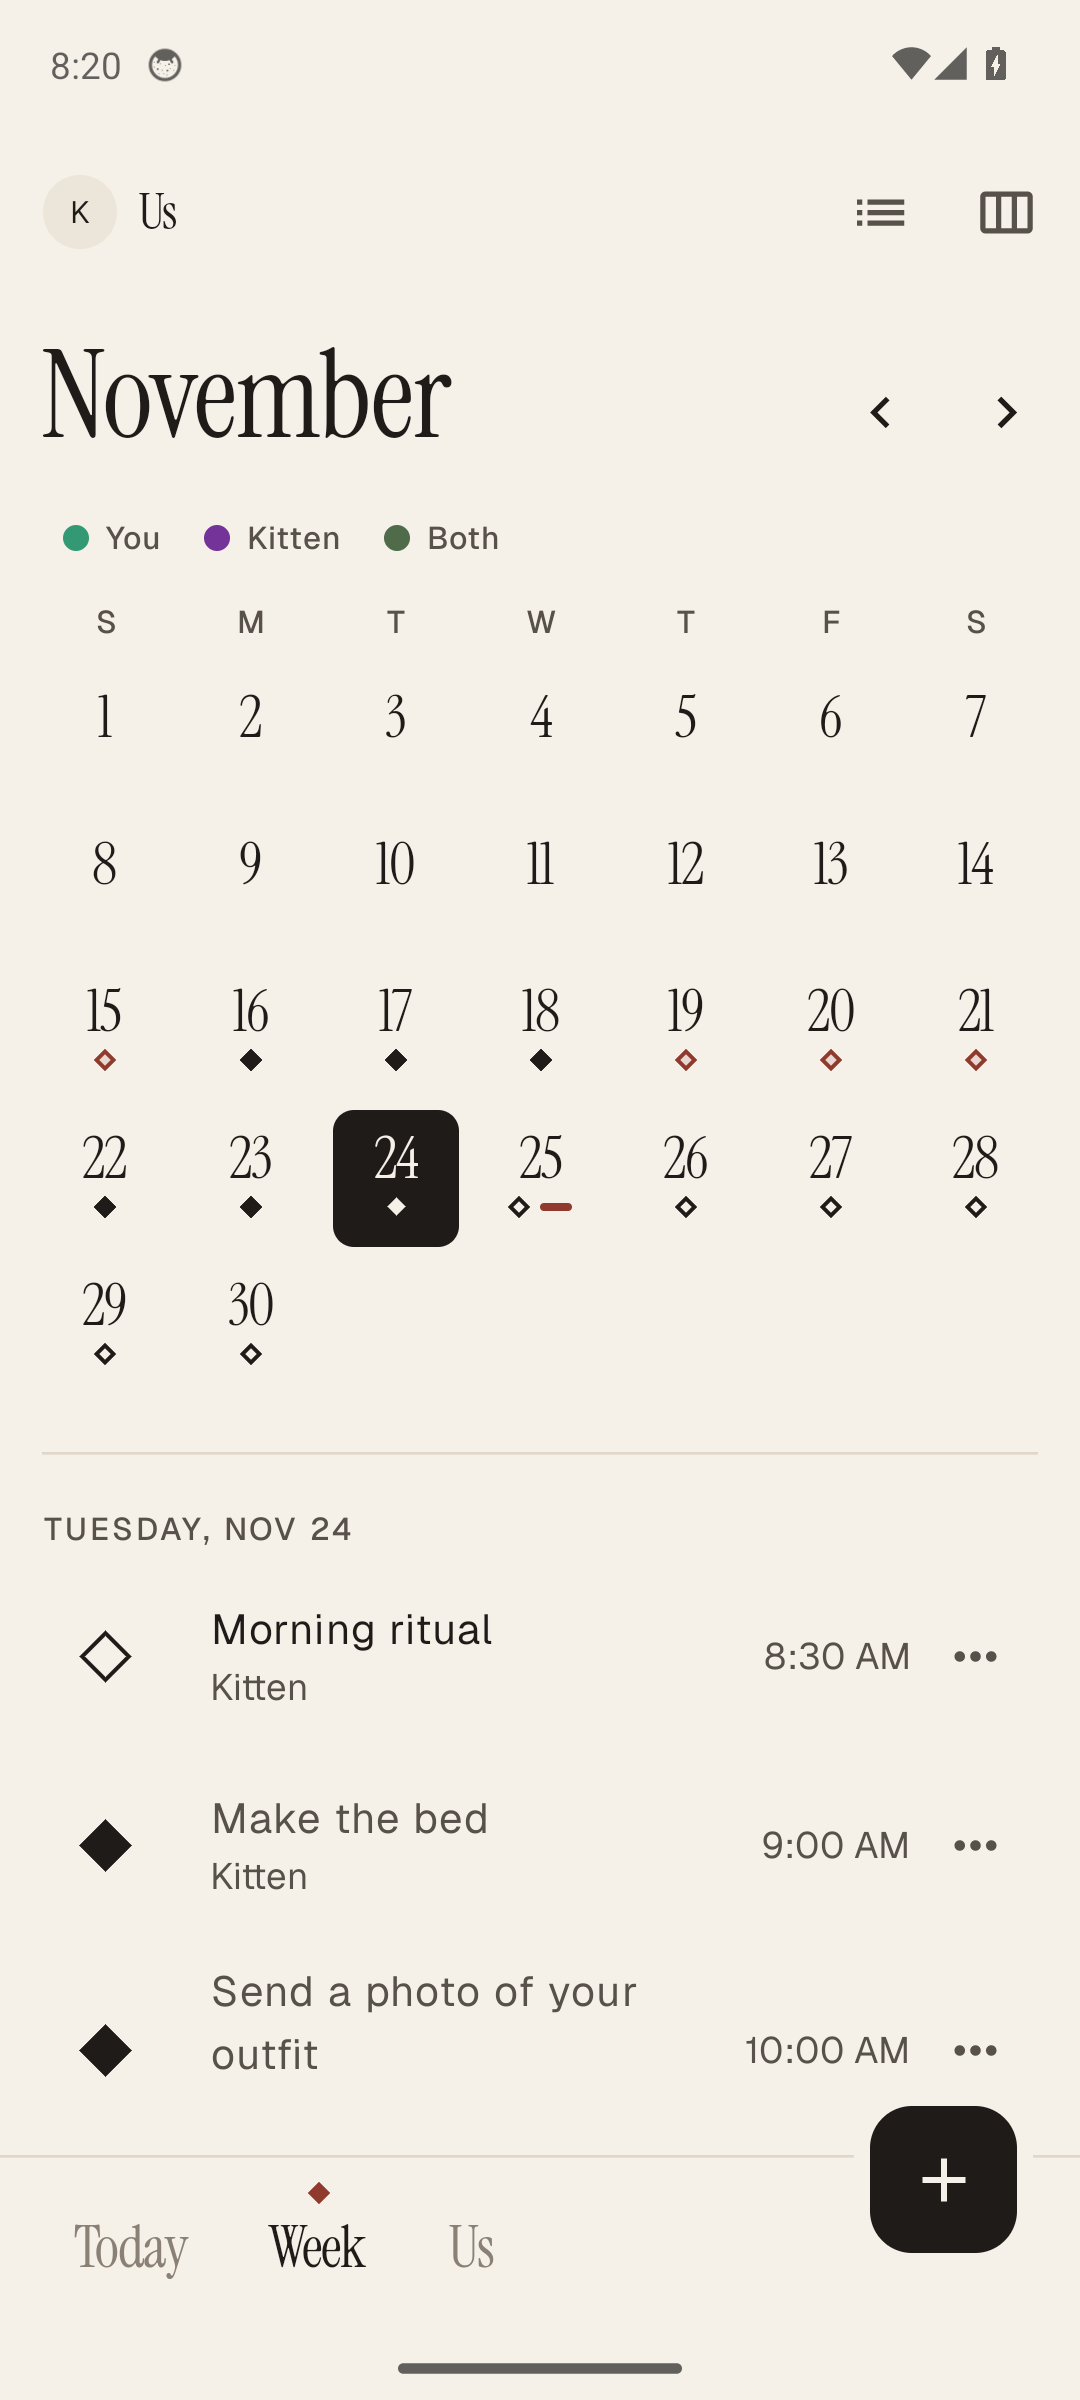 8:20
K Us
November
You Kitten Both
S M T W T F S
1 2 3 4 5 6 7
8 9 10 11 12 13 14
15 16 17 18 19 20 21
22 23 24 25 26 27 28
29 30
TUESDAY, NOV 24
Morning ritual
Kitten
8:30 AM
Make the bed
Kitten
9:00 AM
Send a photo of your
outfit
10:00 AM
Today Week Us